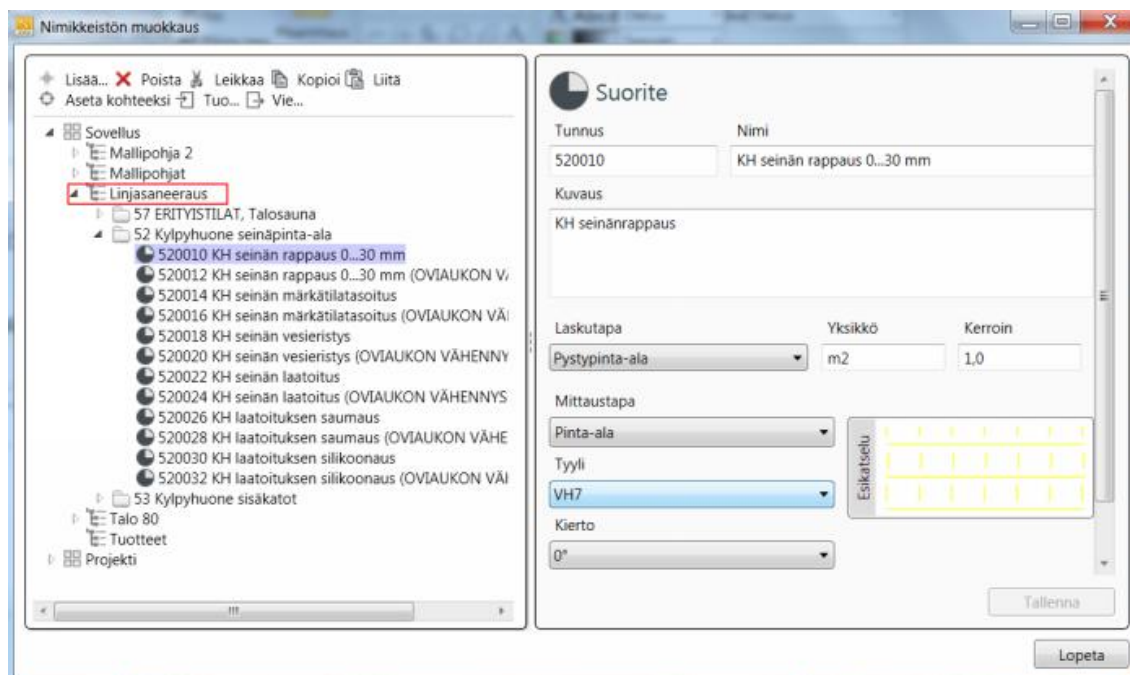 Nimikkeistön muokkaus
Lisää... Poista Leikkaa Kopioi Liitä
Aseta kohteeksi Tuo... Vie...
Sovellus
Mallipohja 2
Mallipohjat
Linjasaneeraus
57 ERITYISTILAT, Talosauna
52 Kylpyhuone seinäpinta-ala
520010 KH seinän rappaus 0...30 mm
520012 KH seinän rappaus 0...30 mm (OVIAUKON VÄ
520014 KH seinän märkätilatasoitus
520016 KH seinän märkätilatasoitus (OVIAUKON VÄI
520018 KH seinän vesieristys
520020 KH seinän vesieristys (OVIAUKON VÄHENNY
520022 KH seinän laatoitus
520024 KH seinän laatoitus (OVIAUKON VÄHENNYS
520026 KH laatoituksen saumaus
520028 KH laatoituksen saumaus (OVIAUKON VÄHE
520030 KH laatoituksen silikoonaus
520032 KH laatoituksen silikoonaus (OVIAUKON VÄI
53 Kylpyhuone sisäkatot
Talo 80
Tuotteet
Projekti
Suorite
Tunnus Nimi
520010 KH seinän rappaus 0...30 mm
Kuvaus
KH seinänrappaus
Laskutapa Yksikkö Kerroin
Pystypinta-ala m2 1,0
Mittaustapa
Pinta-ala
Tyyli
VH7
Esikatselu
Kierto
0°
Tallenna
Lopeta